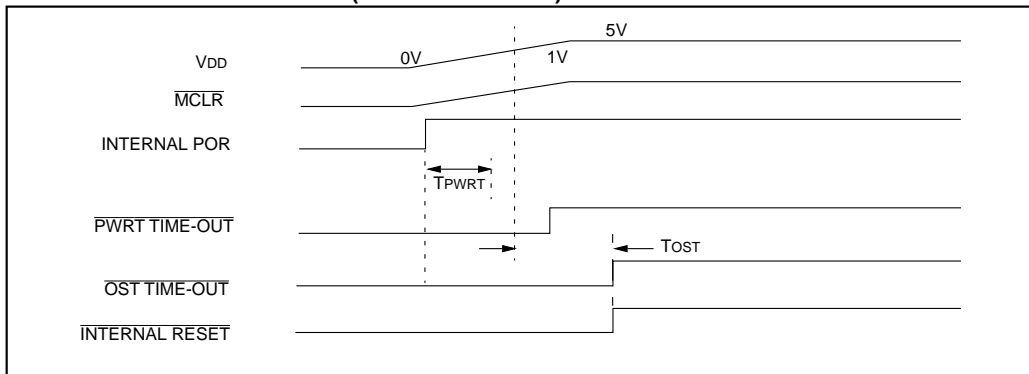 5V
0V
1V
VDD
MCLR
INTERNAL POR
TPWRT
PWRT TIME-OUT
TOST
OST TIME-OUT
INTERNAL RESET